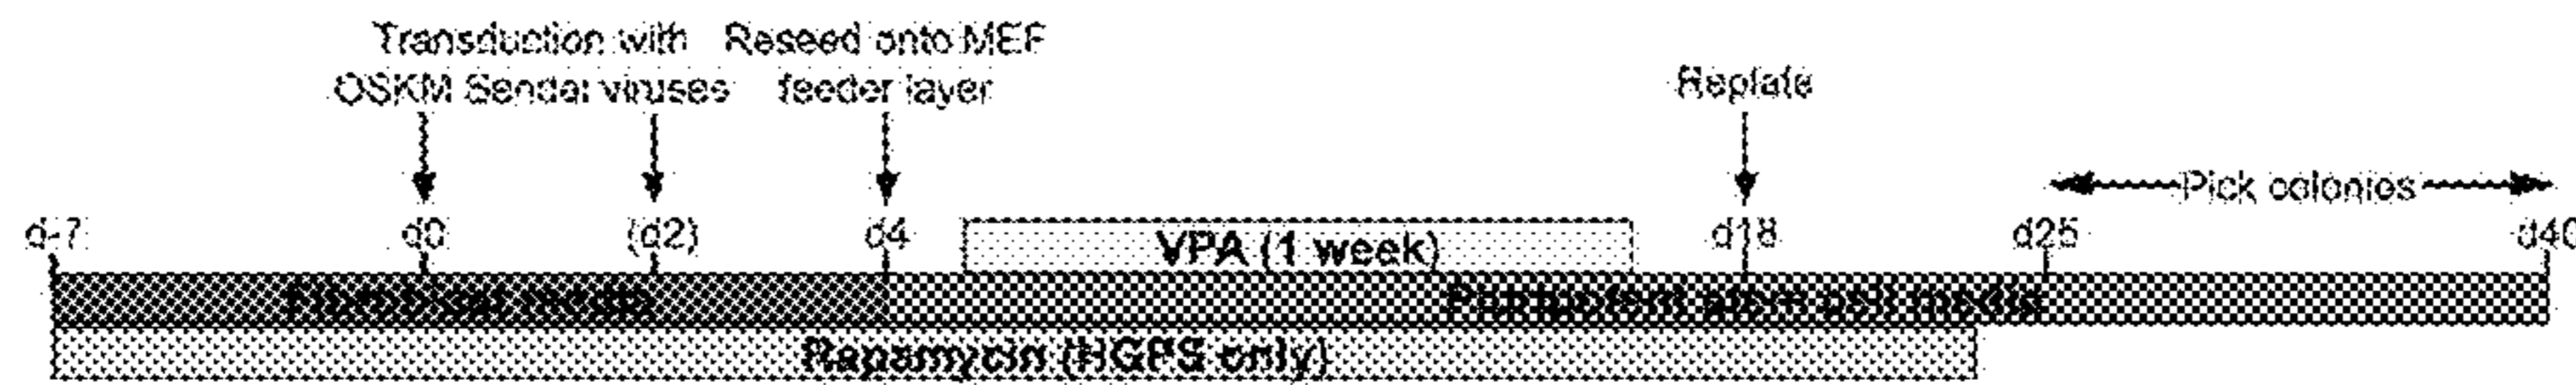 Transduction with
OSKM Sendai viruses
Reseed onto MEF
feeder layer
Replate
Pick colonies
d-7
d0
(d2)
d4
VPA (1 week)
d18
d25
d40
Fibroblast media
Pluripotent stem cell media
Rapamycin (HGPS only)